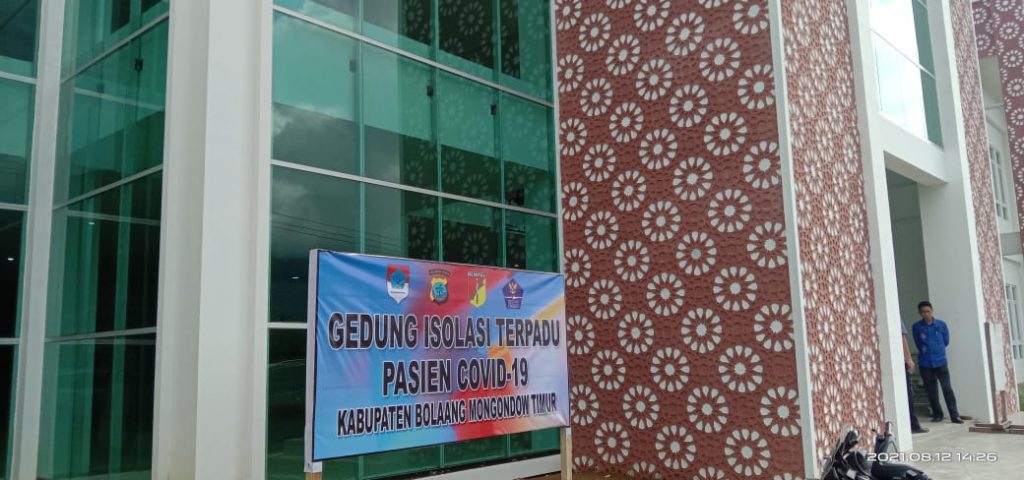 GEDUNG ISOLASI TERPADU
PASIEN COVID-19
KABUPATEN BOLAANG MONGONDOW TIMUR
2021.08.12 14:26